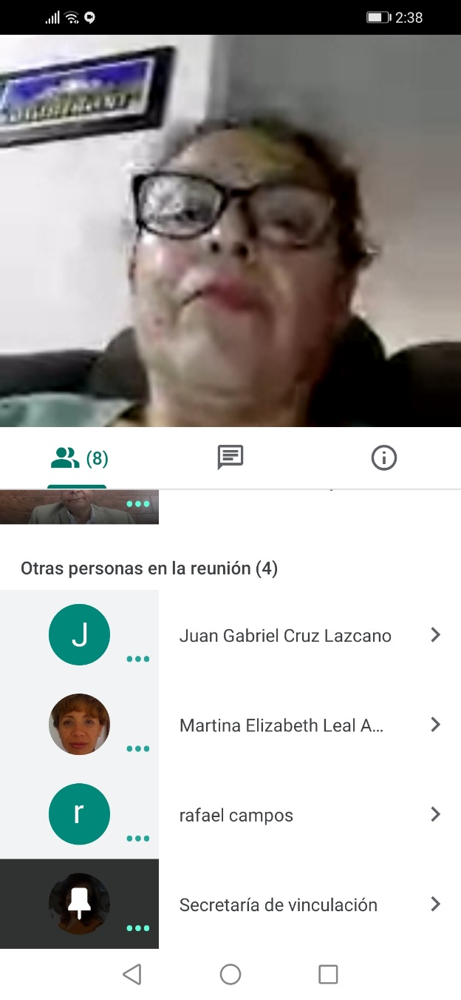 2:38
(8)
Otras personas en la reunión (4)
J
Juan Gabriel Cruz Lazcano
Martina Elizabeth Leal A...
r
rafael campos
Secretaría de vinculación